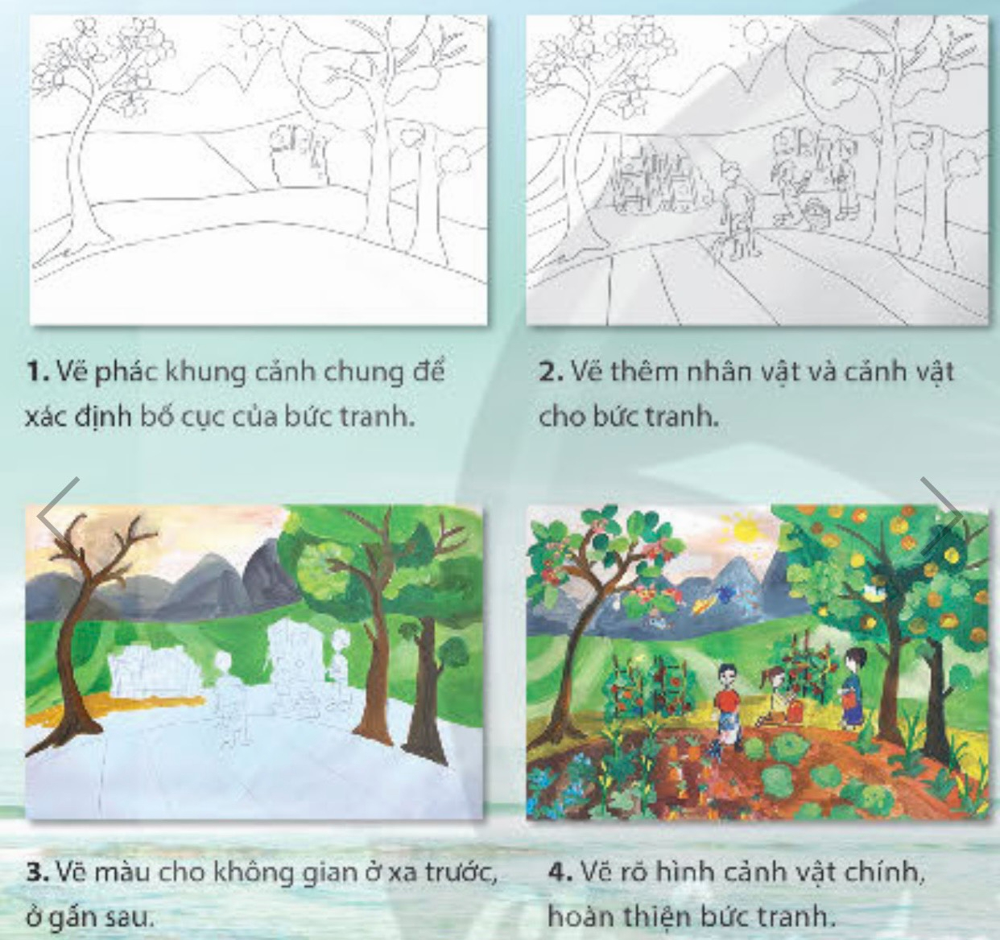 1. Vẽ phác khung cảnh chung để
xác định bố cục của bức tranh.
2. Vẽ thêm nhân vật và cảnh vật
cho bức tranh.
3. Vẽ màu cho không gian ở xa trước,
ở gần sau.
4. Vẽ rõ hình cảnh vật chính,
hoàn thiện bức tranh.